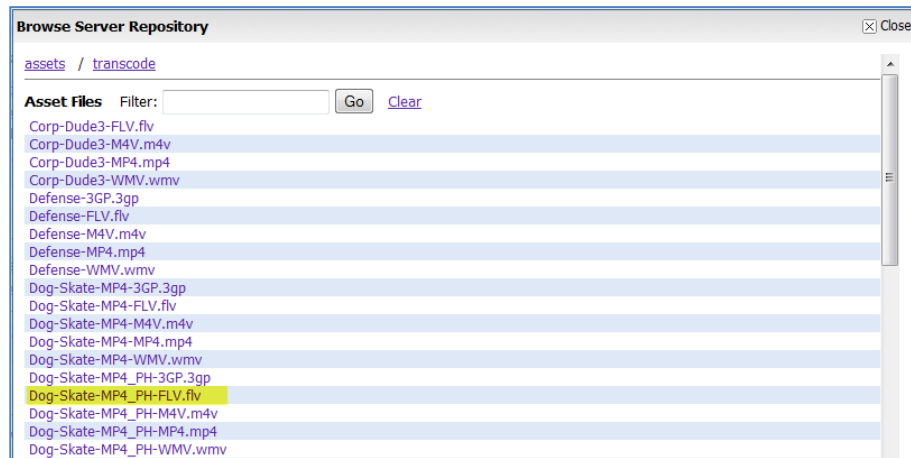 Browse Server Repository Close
assets / transcode
Asset Files Filter: Go Clear
Corp-Dude3-FLV.flv
Corp-Dude3-M4V.m4v
Corp-Dude3-MP4.mp4
Corp-Dude3-WMV.wmv
Defense-3GP.3gp
Defense-FLV.flv
Defense-M4V.m4v
Defense-MP4.mp4
Defense-WMV.wmv
Dog-Skate-MP4-3GP.3gp
Dog-Skate-MP4-FLV.flv
Dog-Skate-MP4-M4V.m4v
Dog-Skate-MP4-MP4.mp4
Dog-Skate-MP4-WMV.wmv
Dog-Skate-MP4_PH-3GP.3gp
Dog-Skate-MP4_PH-FLV.flv
Dog-Skate-MP4_PH-M4V.m4v
Dog-Skate-MP4_PH-MP4.mp4
Dog-Skate-MP4_PH-WMV.wmv